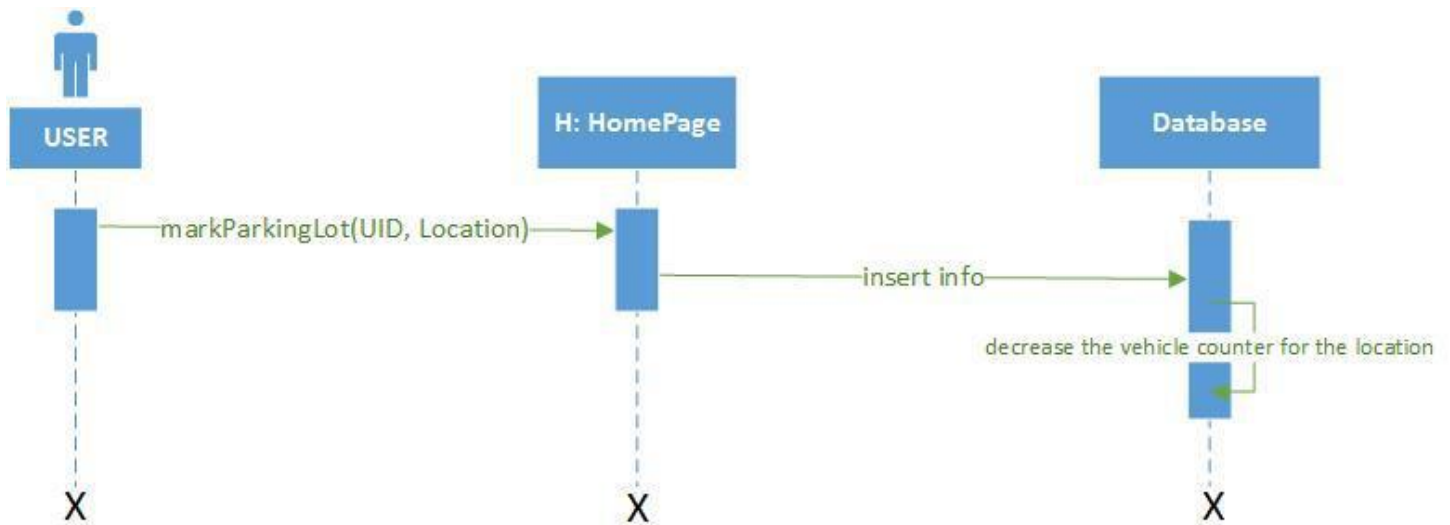 USER
H: HomePage
Database
markParkingLot(UID, Location)
insert info
decrease the vehicle counter for the location
X
X
X